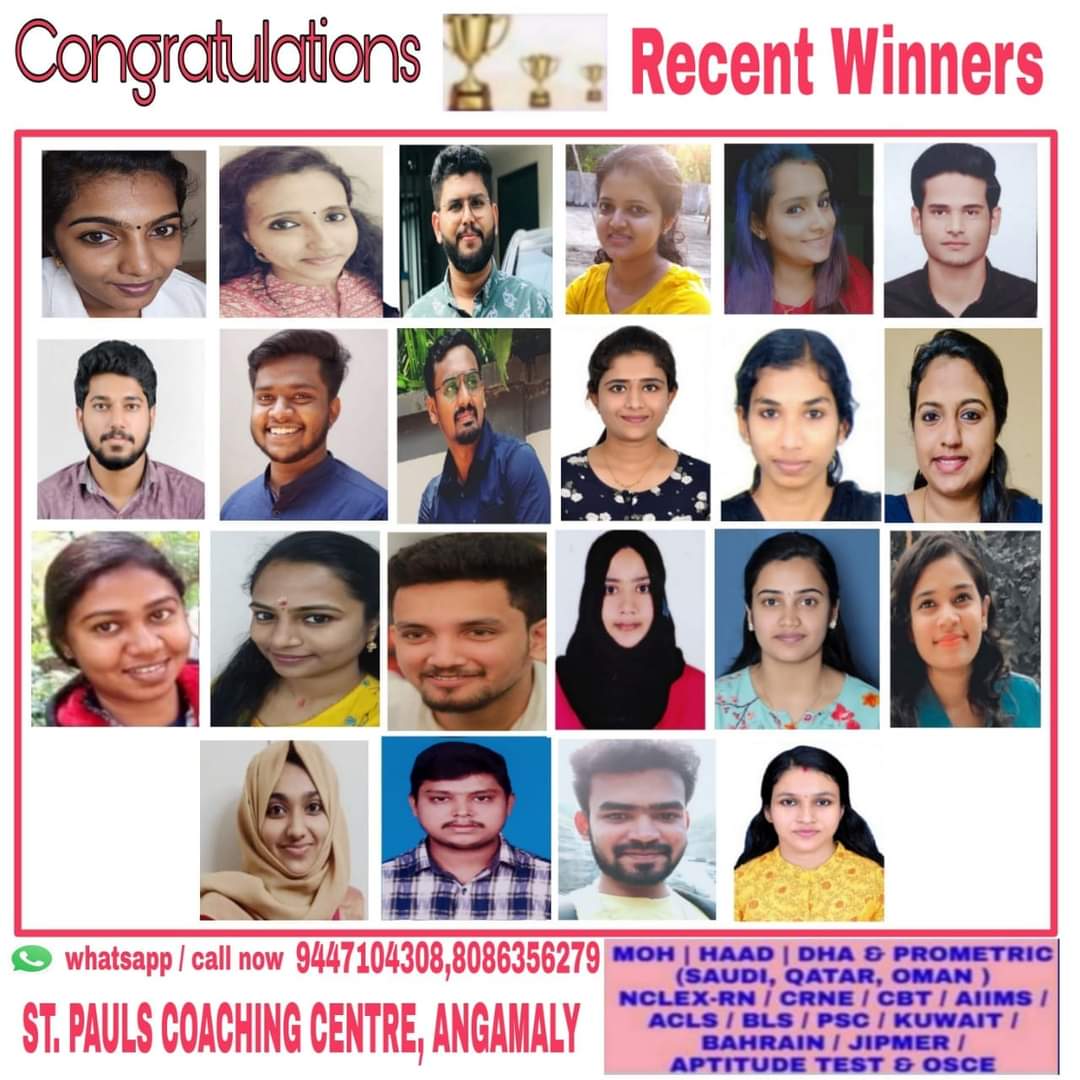 Congratulations Recent Winners
whatsapp / call now 9447104308,8086356279
ST. PAULS COACHING CENTRE, ANGAMALY
MOH | HAAD | DHA & PROMETRIC
(SAUDI, QATAR, OMAN )
NCLEX-RN / CRNE / CBT / AIIMS /
ACLS / BLS / PSC / KUWAIT /
BAHRAIN / JIPMER /
APTITUDE TEST & OSCE